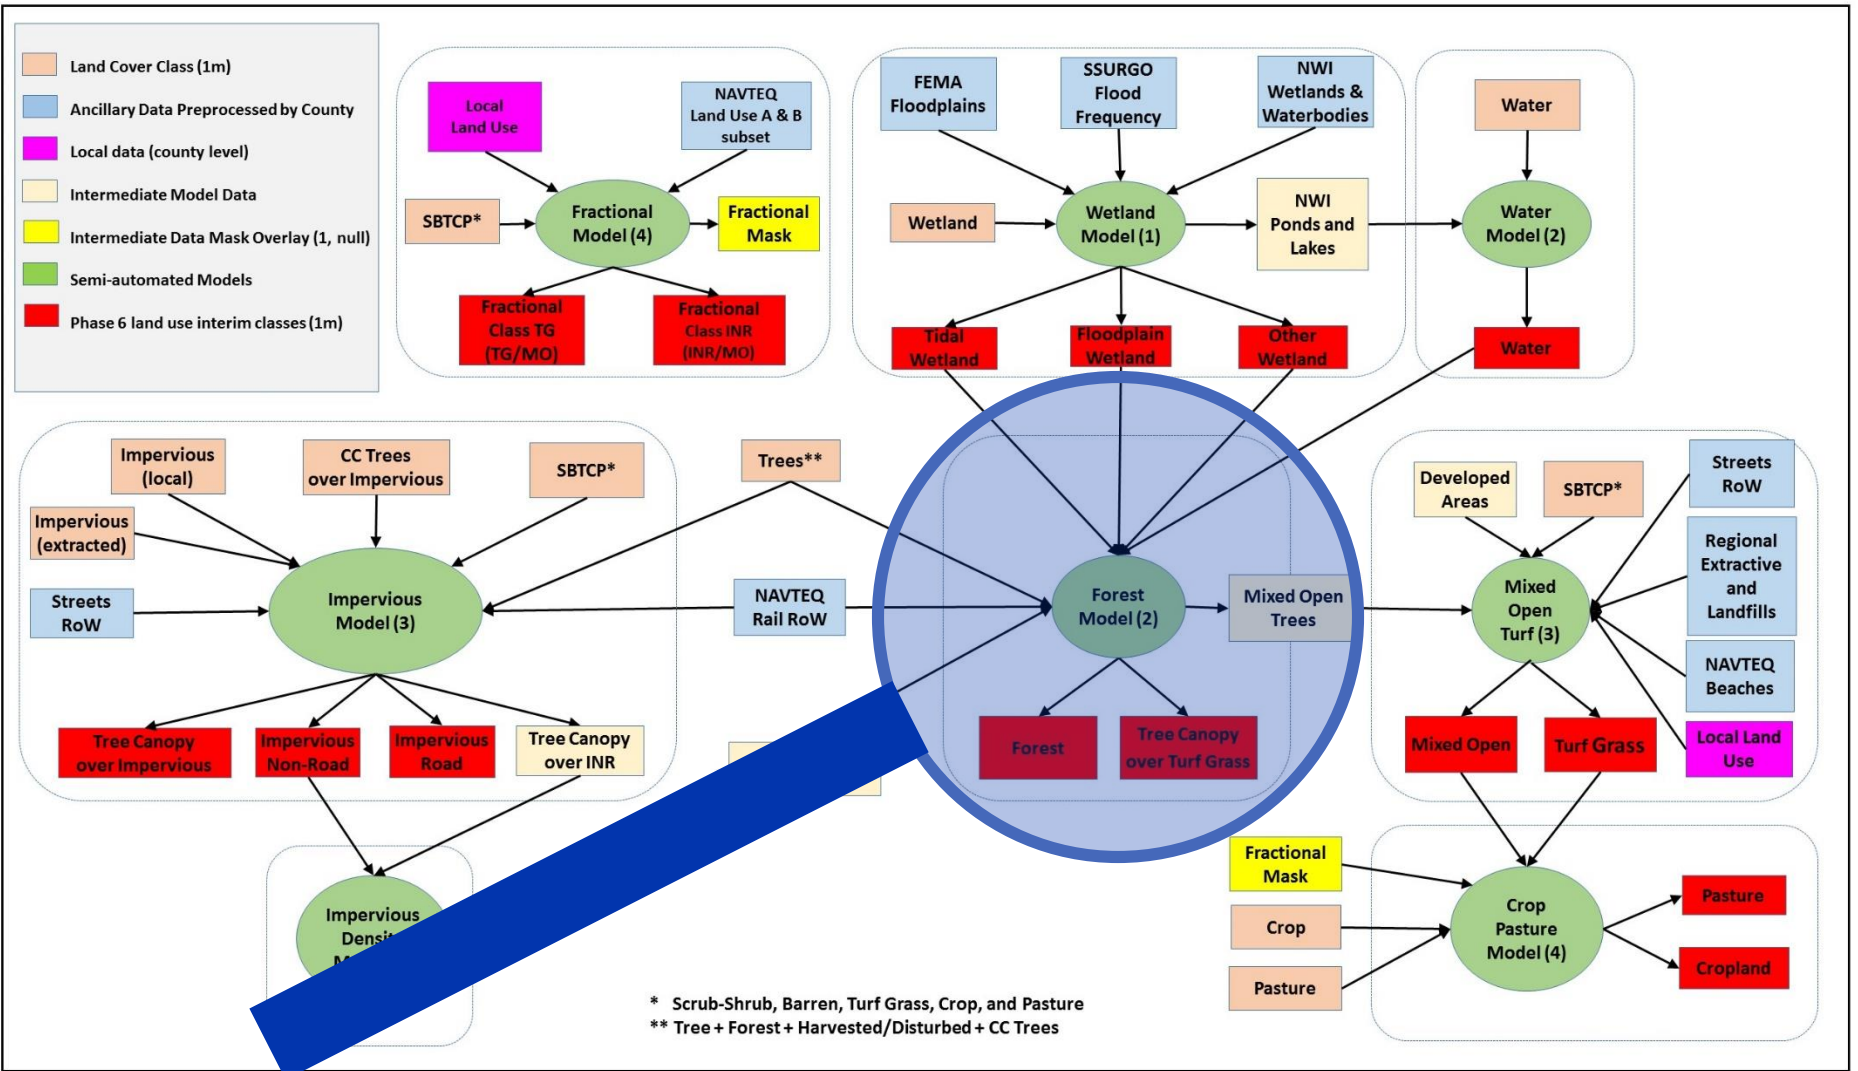 Land Cover Class (1m)
Ancillary Data Preprocessed by County
Local data (county level)
Intermediate Model Data
Intermediate Data Mask Overlay (1, null)
Semi-automated Models
Phase 6 land use interim classes (1m)
Local
Land Use
NAVTEQ
Land Use A & B
subset
SBTCP*
Fractional
Model (4)
Fractional
Mask
Fractional
Class TG
(TG/MO)
Fractional
Class INR
(INR/MO)
FEMA
Floodplains
SSURGO
Flood
Frequency
NWI
Wetlands &
Waterbodies
Wetland
Wetland
Model (1)
NWI
Ponds and
Lakes
Tidal
Wetland
Floodplain
Wetland
Other
Wetland
Water
Water
Model (2)
Water
Impervious
(local)
CC Trees
over Impervious
SBTCP*
Impervious
(extracted)
Streets
RoW
Impervious
Model (3)
Tree Canopy
over Impervious
Impervious
Non-Road
Impervious
Road
Tree Canopy
over INR
Trees**
NAVTEQ
Rail RoW
Forest
Model (2)
Mixed Open
Trees
Forest
Tree Canopy
over Turf Grass
Developed
Areas
SBTCP*
Streets
RoW
Regional
Extractive
and
Landfills
Mixed
Open
Turf (3)
NAVTEQ
Beaches
Mixed Open
Turf Grass
Local Land
Use
Impervious
Fractional
Mask
Crop
Pasture
Crop
Pasture
Model (4)
Pasture
Cropland
* Scrub-Shrub, Barren, Turf Grass, Crop, and Pasture
** Tree + Forest + Harvested/Disturbed + CC Trees